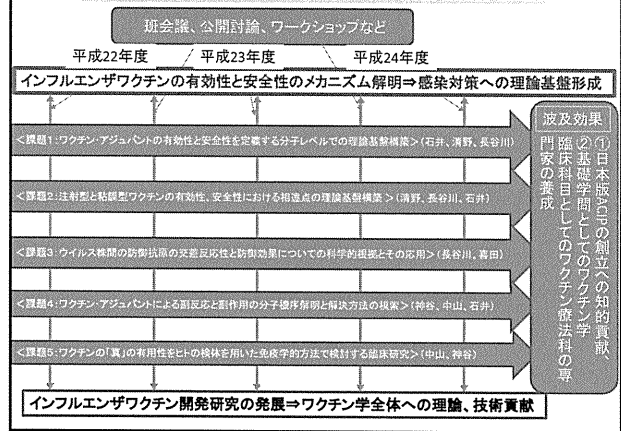 班会議、公開討論、ワークショップなど
平成22年度 平成23年度 平成24年度
インフルエンザワクチンの有効性と安全性のメカニズム解明⇒感染対策への理論基盤形成
<課題1:ワクチン・アジュバントの有効性と安全性を定義する分子レベルでの理論基盤構築>(石井、清野、長谷川)
<課題2:注射型と粘膜型ワクチンの有効性、安全性における相違点の理論基盤構築>(清野、長谷川、石井)
<課題3:ウイルス株間の防御抗原の交差反応性と防御効果についての科学的根拠とその応用>(長谷川、喜田)
<課題4:ワクチン・アジュバントによる副反応と副作用の分子機序解明と解決方法の模索>(神谷、中山、石井)
<課題5:ワクチンの「真」の有用性をヒトの検体を用いた免疫学的方法で検討する臨床研究>(中山、神谷)
インフルエンザワクチン開発研究の発展⇒ワクチン学全体への理論、技術貢献
波及効果
①日本版ACIPの創立への知的貢献、
②基礎学問としてのワクチン学
臨床科目としてのワクチン療法科の専
門家の養成